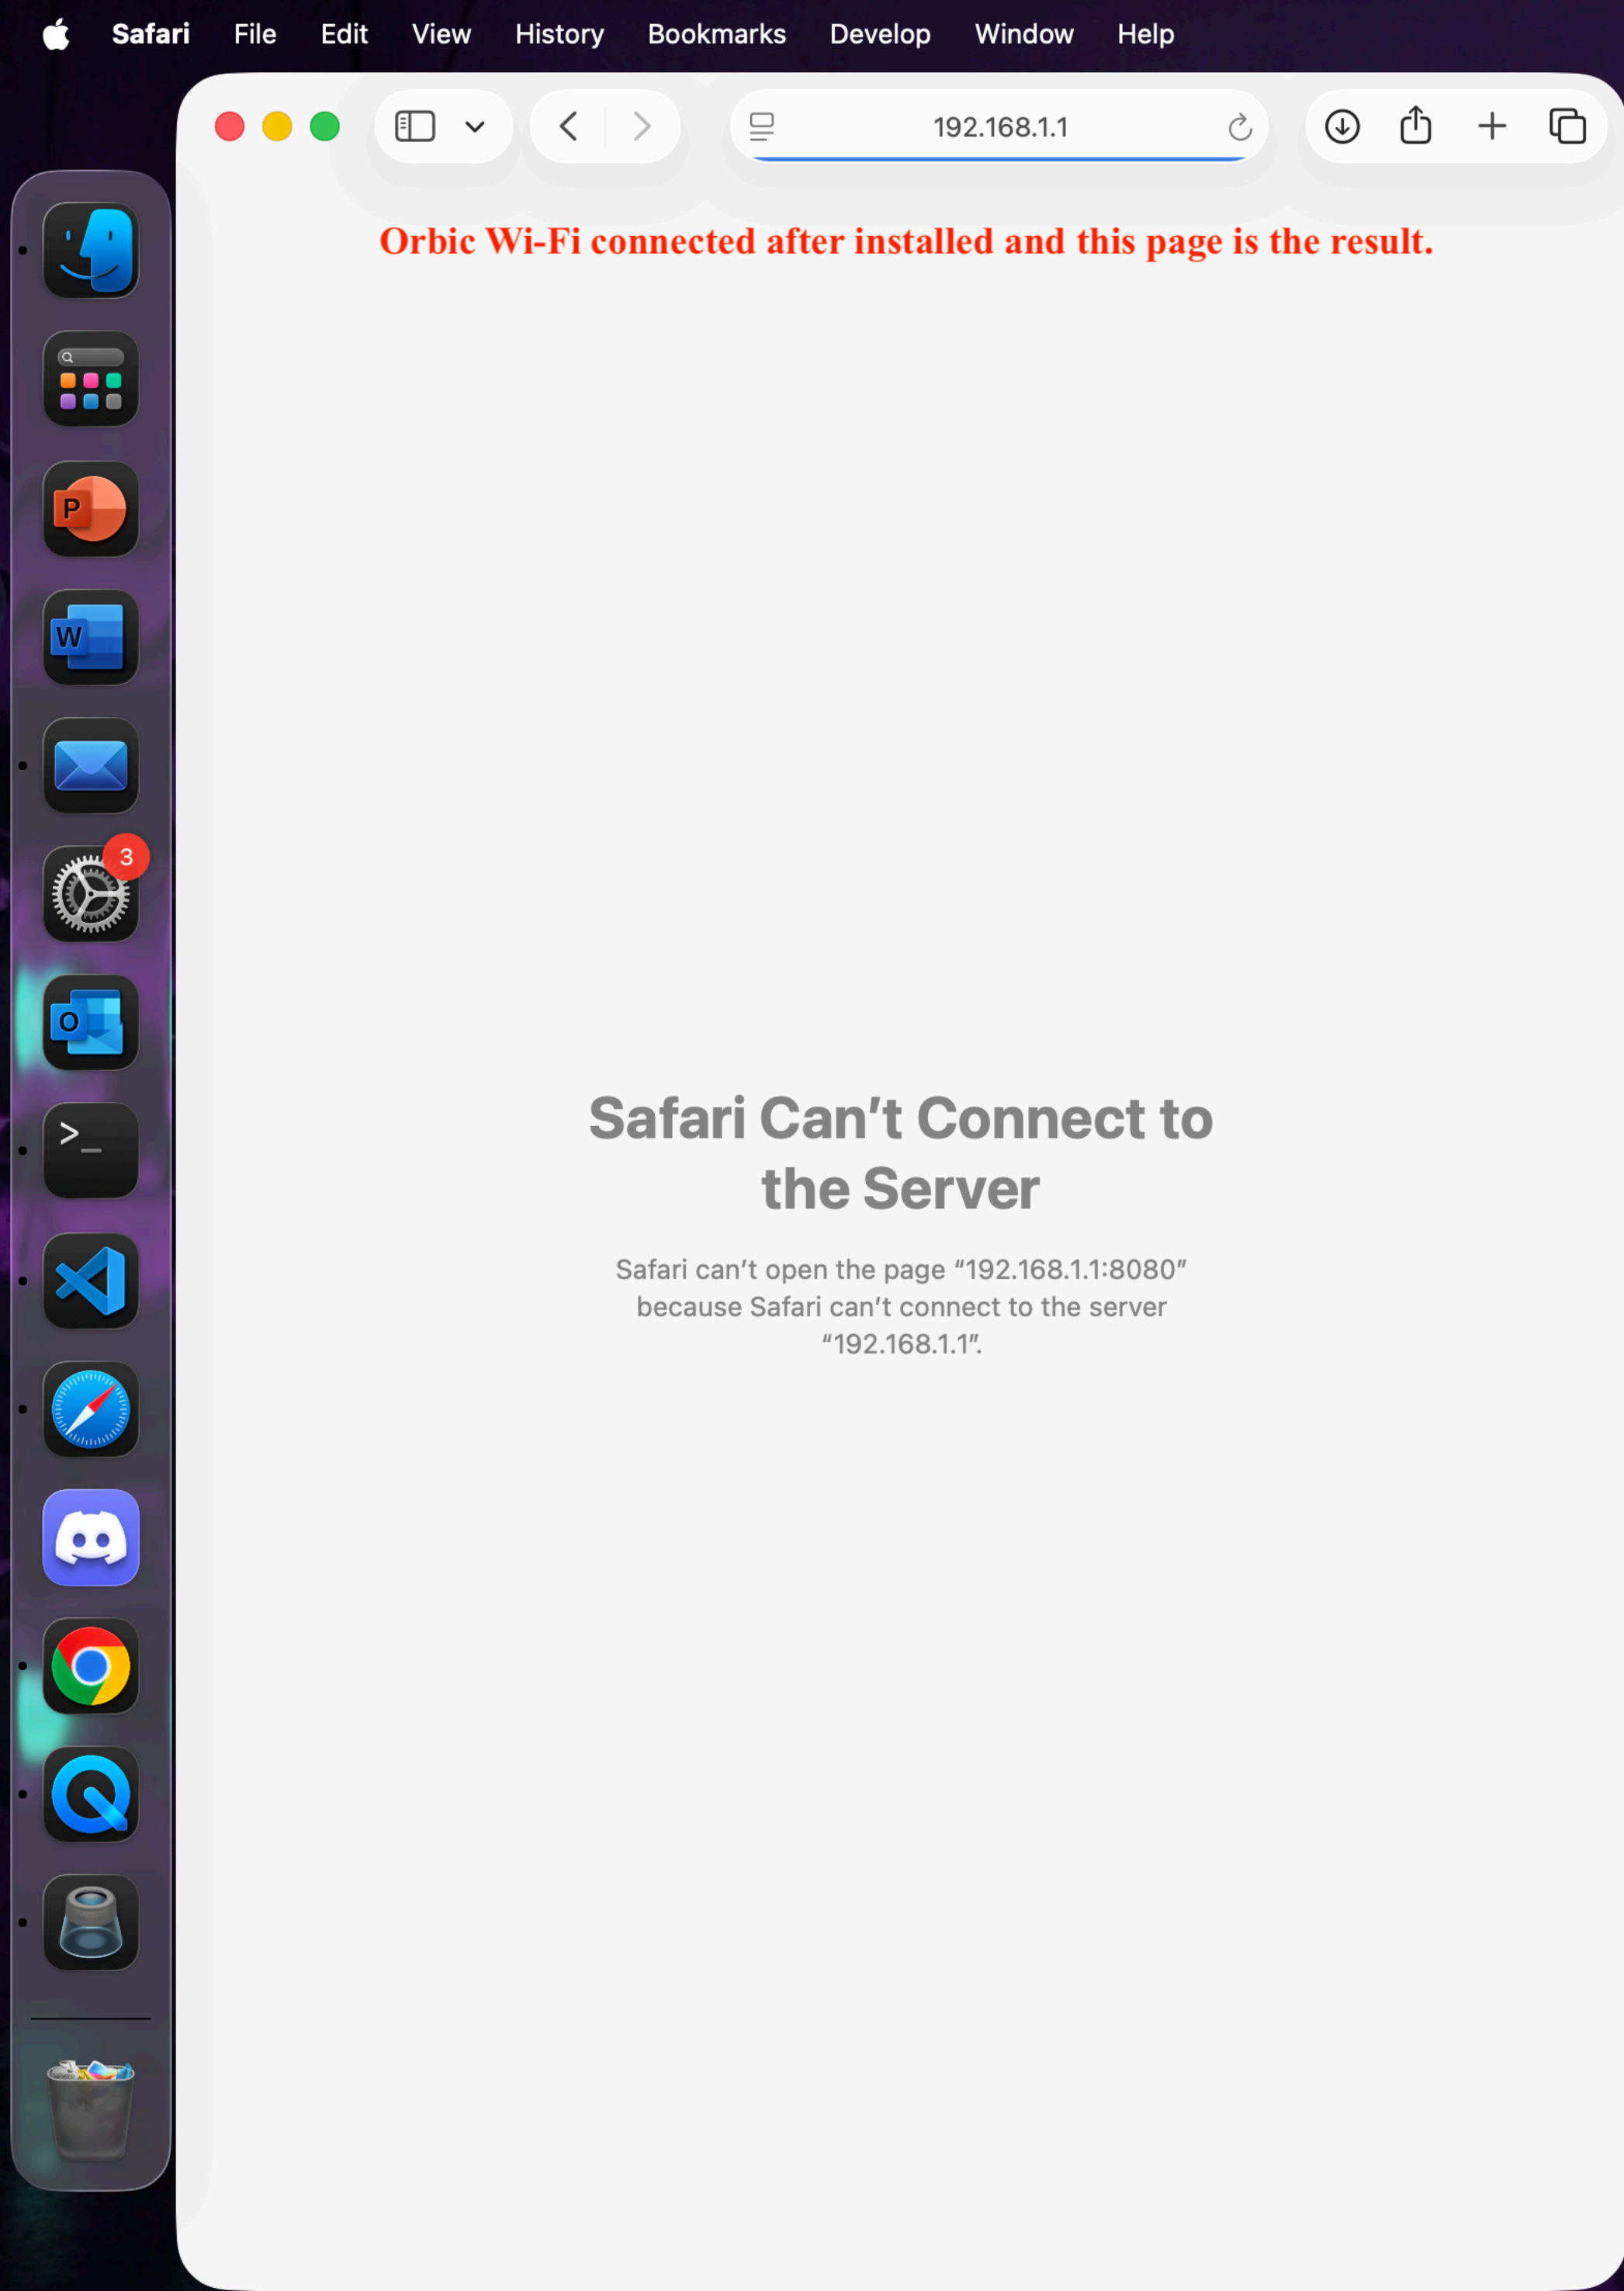 Safari File Edit View History Bookmarks Develop Window Help
192.168.1.1
Orbic Wi-Fi connected after installed and this page is the result.
P
W
3
O
>_
Safari Can’t Connect to
the Server
Safari can’t open the page “192.168.1.1:8080”
because Safari can’t connect to the server
“192.168.1.1”.